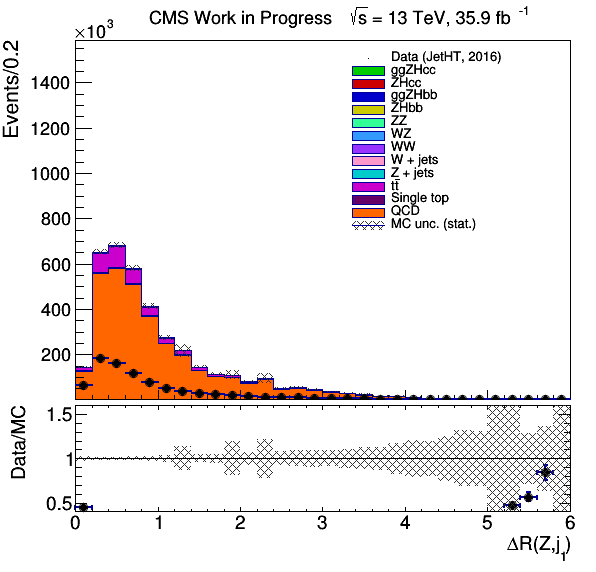 CMS Work in Progress √s = 13 TeV, 35.9 fb⁻¹
×10³
Events/0.2
1400
1200
1000
800
600
400
200
Data (JetHT, 2016)
ggZHcc
ZHcc
ggZHbb
ZHbb
ZZ
WZ
WW
W + jets
Z + jets
tt̄
Single top
QCD
MC unc. (stat.)
Data/MC
1.5
1
0.5
0 1 2 3 4 5 6
ΔR(Z,j₁)